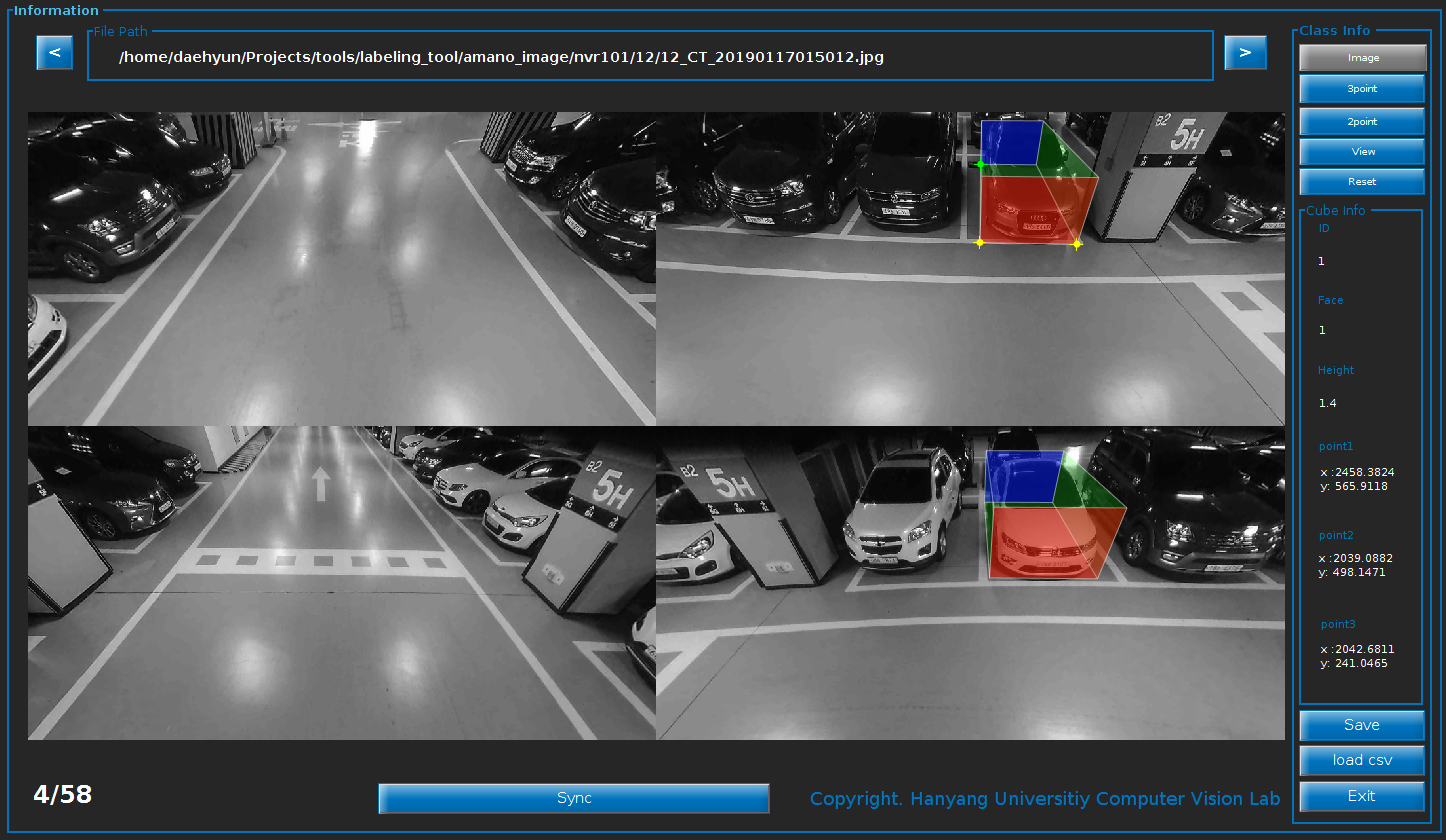 Information
File Path
<
/home/daehyun/Projects/tools/labeling_tool/amano_image/nvr101/12/12_CT_20190117015012.jpg
>
Class Info
Image
3point
2point
View
Reset
Cube Info
ID
1
Face
1
Height
1.4
point1
x :2458.3824
y: 565.9118
point2
x :2039.0882
y: 498.1471
point3
x :2042.6811
y: 241.0465
B2
5H
B2
5H
B2
5H
Save
load csv
Exit
4/58
Sync
Copyright. Hanyang Universitiy Computer Vision Lab